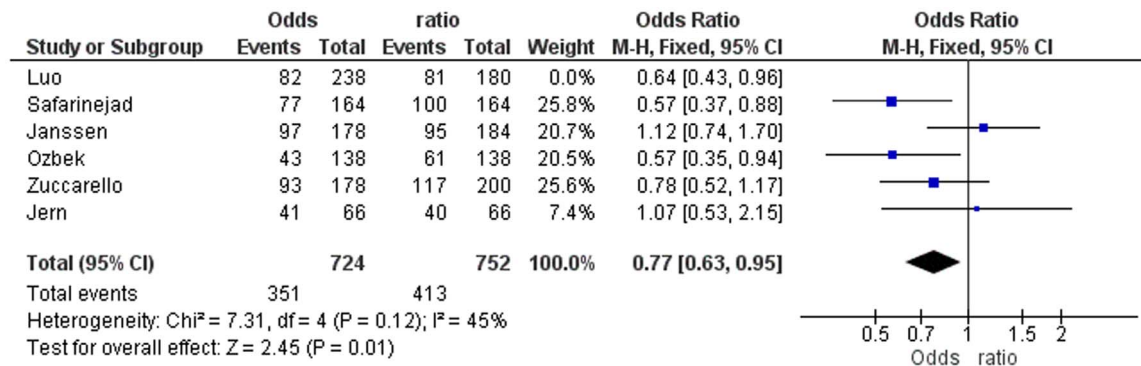 Odds ratio Odds Ratio Odds Ratio
Study or Subgroup Events Total Events Total Weight M-H, Fixed, 95% CI M-H, Fixed, 95% CI
Luo 82 238 81 180 0.0% 0.64 [0.43, 0.96]
Safarinejad 77 164 100 164 25.8% 0.57 [0.37, 0.88]
Janssen 97 178 95 184 20.7% 1.12 [0.74, 1.70]
Ozbek 43 138 61 138 20.5% 0.57 [0.35, 0.94]
Zuccarello 93 178 117 200 25.6% 0.78 [0.52, 1.17]
Jern 41 66 40 66 7.4% 1.07 [0.53, 2.15]
Total (95% CI) 724 752 100.0% 0.77 [0.63, 0.95]
Total events 351 413
Heterogeneity: Chi² = 7.31, df = 4 (P = 0.12); I² = 45%
Test for overall effect: Z = 2.45 (P = 0.01)
0.5 0.7 1 1.5 2
Odds ratio